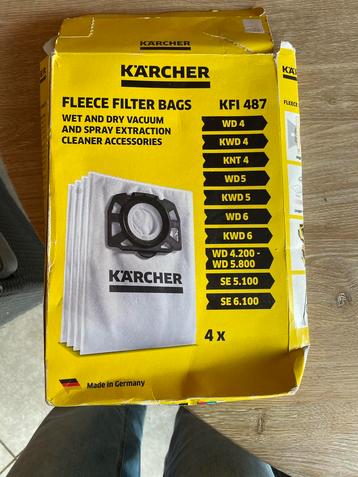 KÄRCHER
KÄRCHER
FLEECE FILTER BAGS
KFI 487
WET AND DRY VACUUM
AND SPRAY EXTRACTION
CLEANER ACCESSORIES
WD 4
KWD 4
KNT 4
WD 5
KWD 5
WD 6
KWD 6
WD 4.200 -
WD 5.800
SE 5.100
SE 6.100
KÄRCHER
4 x
Made in Germany
KÄRCHER
FLEECE